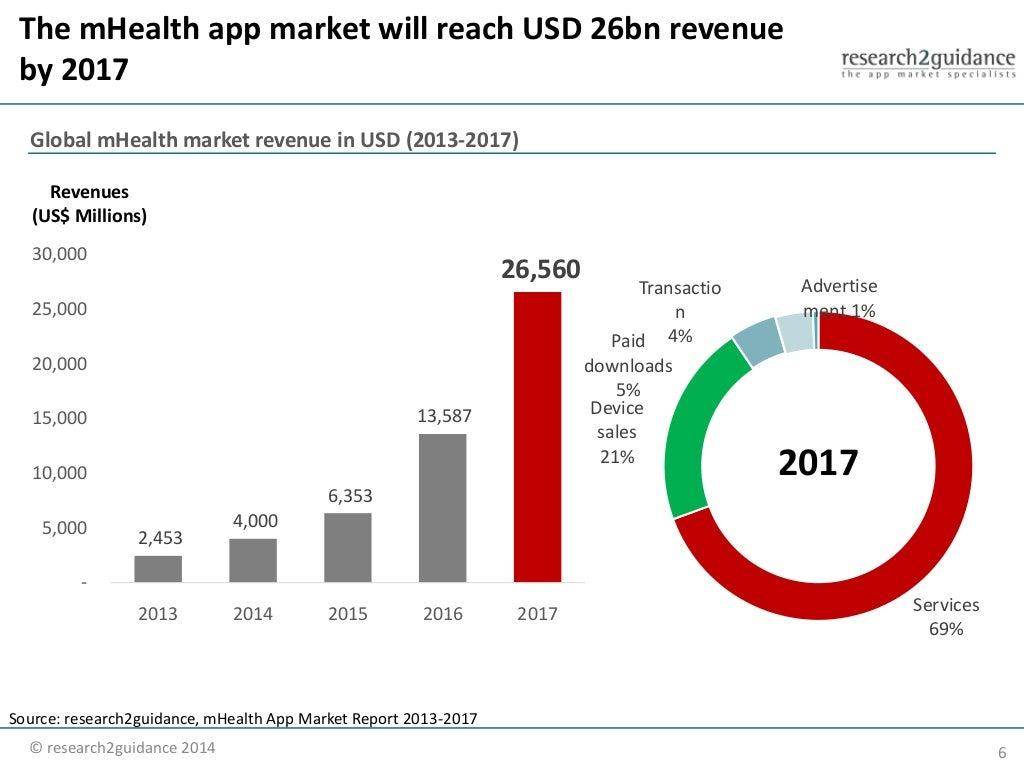 The mHealth app market will reach USD 26bn revenue
by 2017
research2guidance
the app market specialists
Global mHealth market revenue in USD (2013-2017)
Revenues
(US$ Millions)
30,000
25,000
20,000
15,000
10,000
5,000
-
2,453
4,000
6,353
13,587
26,560
2013
2014
2015
2016
2017
Transactio
n
4%
Advertise
ment 1%
Paid
downloads
5%
Device
sales
21%
2017
Services
69%
Source: research2guidance, mHealth App Market Report 2013-2017
© research2guidance 2014
6